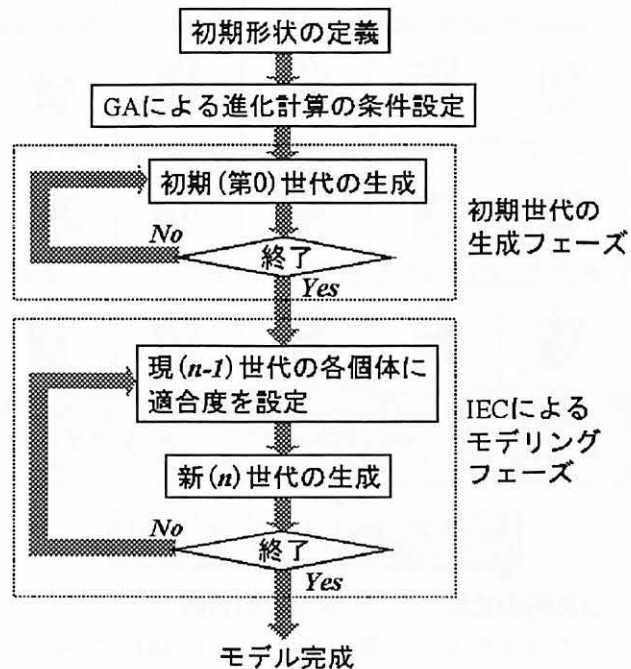 初期形状の定義
GAによる進化計算の条件設定
初期(第0)世代の生成
No
終了
Yes
初期世代の
生成フェーズ
現(n-1)世代の各個体に
適合度を設定
新(n)世代の生成
No
終了
Yes
IECによる
モデリング
フェーズ
モデル完成